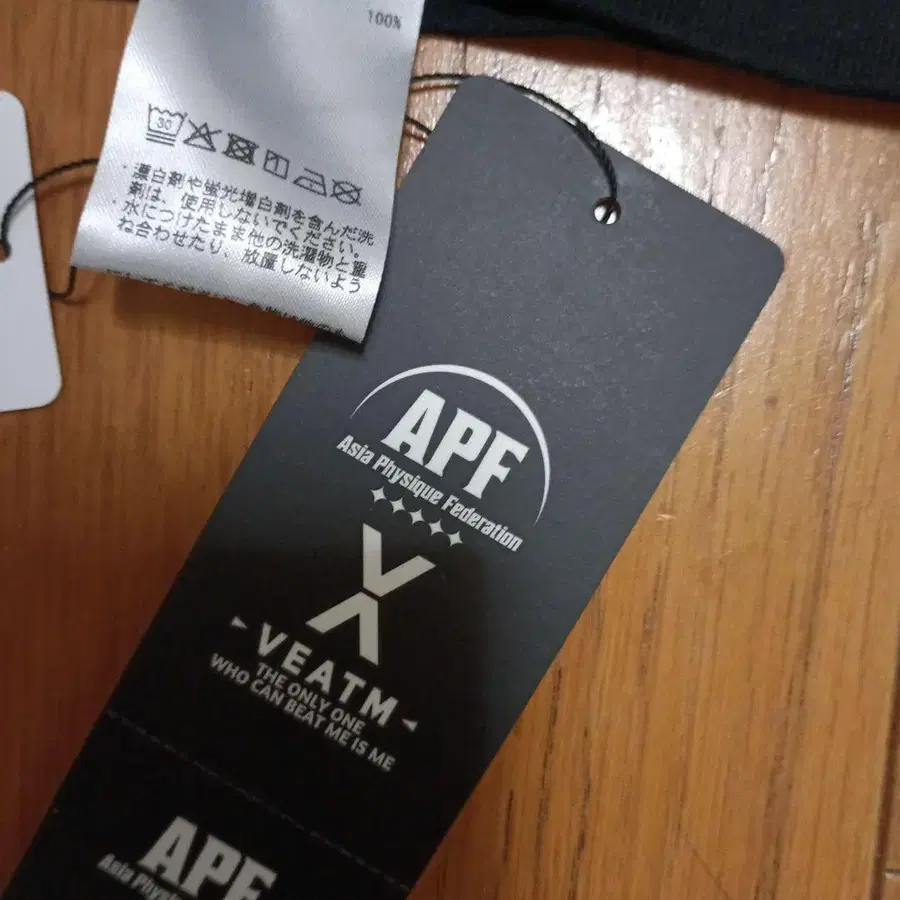 100%
30
・漂白剤や蛍光増白剤を含んだ洗
剤は、使用しないでください。
・水につけたまま他の洗濯物と重
ね合わせたり、放置しないよう
APF
Asia Physique Federation
VEATM
THE ONLY ONE
WHO CAN BEAT ME IS ME
APF